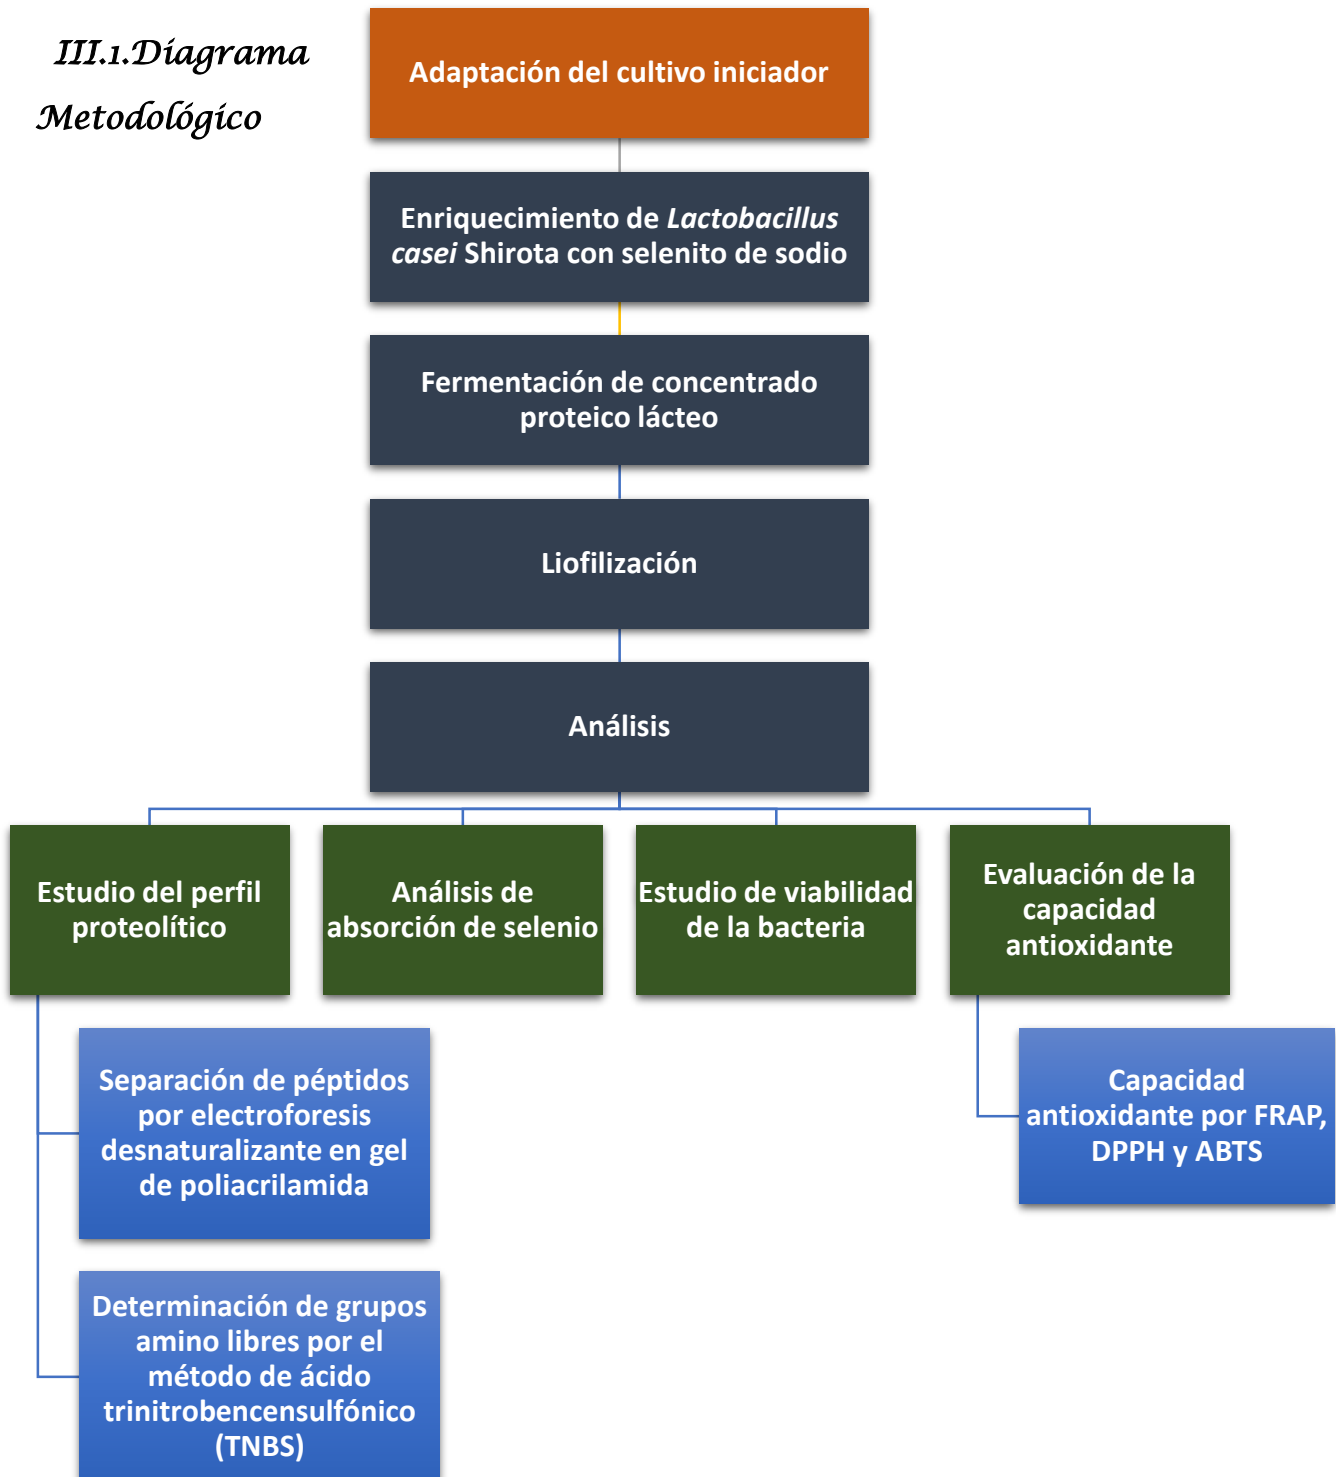 III.1.Diagrama
Metodológico
Adaptación del cultivo iniciador
Enriquecimiento de Lactobacillus
casei Shirota con selenito de sodio
Fermentación de concentrado
proteico lácteo
Liofilización
Análisis
Estudio del perfil
proteolítico
Análisis de
absorción de selenio
Estudio de viabilidad
de la bacteria
Evaluación de la
capacidad
antioxidante
Separación de péptidos
por electroforesis
desnaturalizante en gel
de poliacrilamida
Capacidad
antioxidante por FRAP,
DPPH y ABTS
Determinación de grupos
amino libres por el
método de ácido
trinitrobencensulfónico
(TNBS)